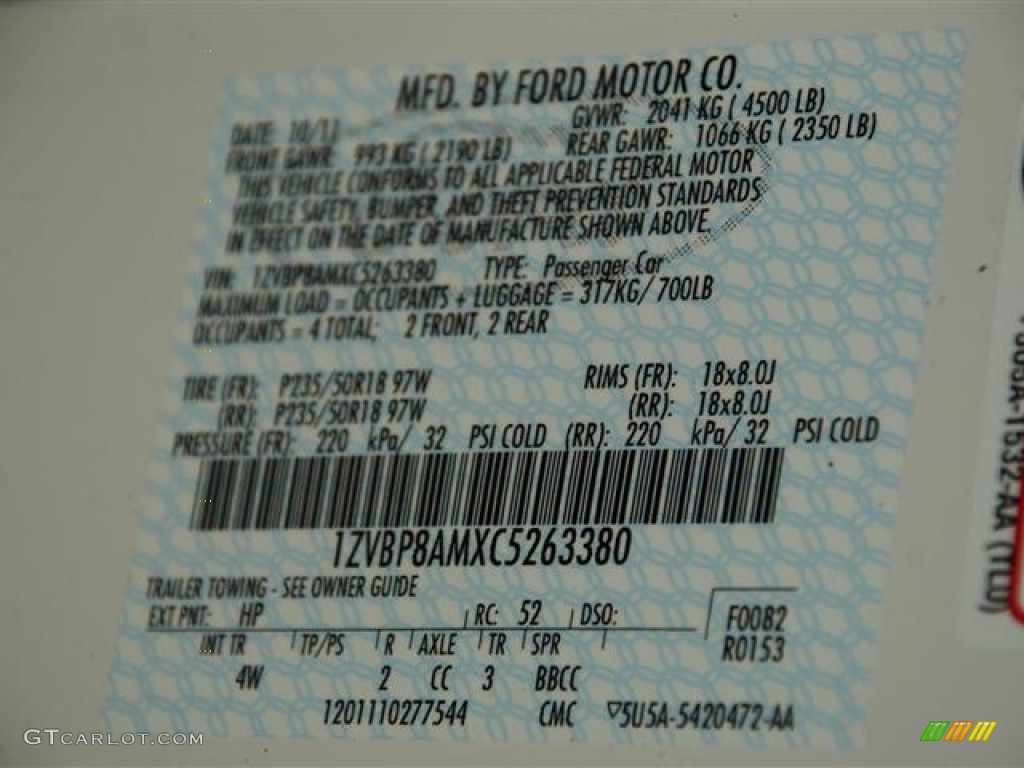 MFD. BY FORD MOTOR CO.
DATE: 10/11 GVWR: 2041 KG ( 4500 LB)
FRONT GAWR: 993 KG ( 2190 LB) REAR GAWR: 1066 KG ( 2350 LB)
THIS VEHICLE CONFORMS TO ALL APPLICABLE FEDERAL MOTOR
VEHICLE SAFETY, BUMPER, AND THEFT PREVENTION STANDARDS
IN EFFECT ON THE DATE OF MANUFACTURE SHOWN ABOVE.
VIN: 1ZVBP8AMXC5263380 TYPE: Passenger Car
MAXIMUM LOAD = OCCUPANTS + LUGGAGE = 317KG/ 700LB
OCCUPANTS = 4 TOTAL; 2 FRONT, 2 REAR
TIRE (FR): P235/50R18 97W RIMS (FR): 18x8.0J
(RR): P235/50R18 97W (RR): 18x8.0J
PRESSURE (FR): 220 kPa/ 32 PSI COLD (RR): 220 kPa/ 32 PSI COLD
1ZVBP8AMXC5263380
TRAILER TOWING - SEE OWNER GUIDE
EXT PNT: HP RC: 52 DSO: F0082
INT TR TP/PS R AXLE TR SPR R0153
4W 2 CC 3 BBCC
1201110277544 CMC 5U5A-5420472-AA
-1532-AA (TLD)
GTCARLOT.COM